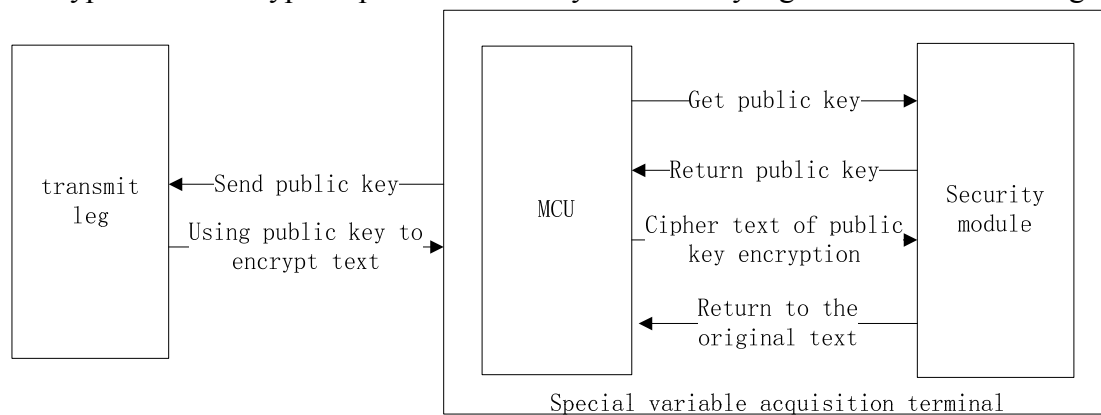 transmit
leg
Send public key
Using public key to
encrypt text
MCU
Get public key
Return public key
Cipher text of public
key encryption
Return to the
original text
Security
module
Special variable acquisition terminal